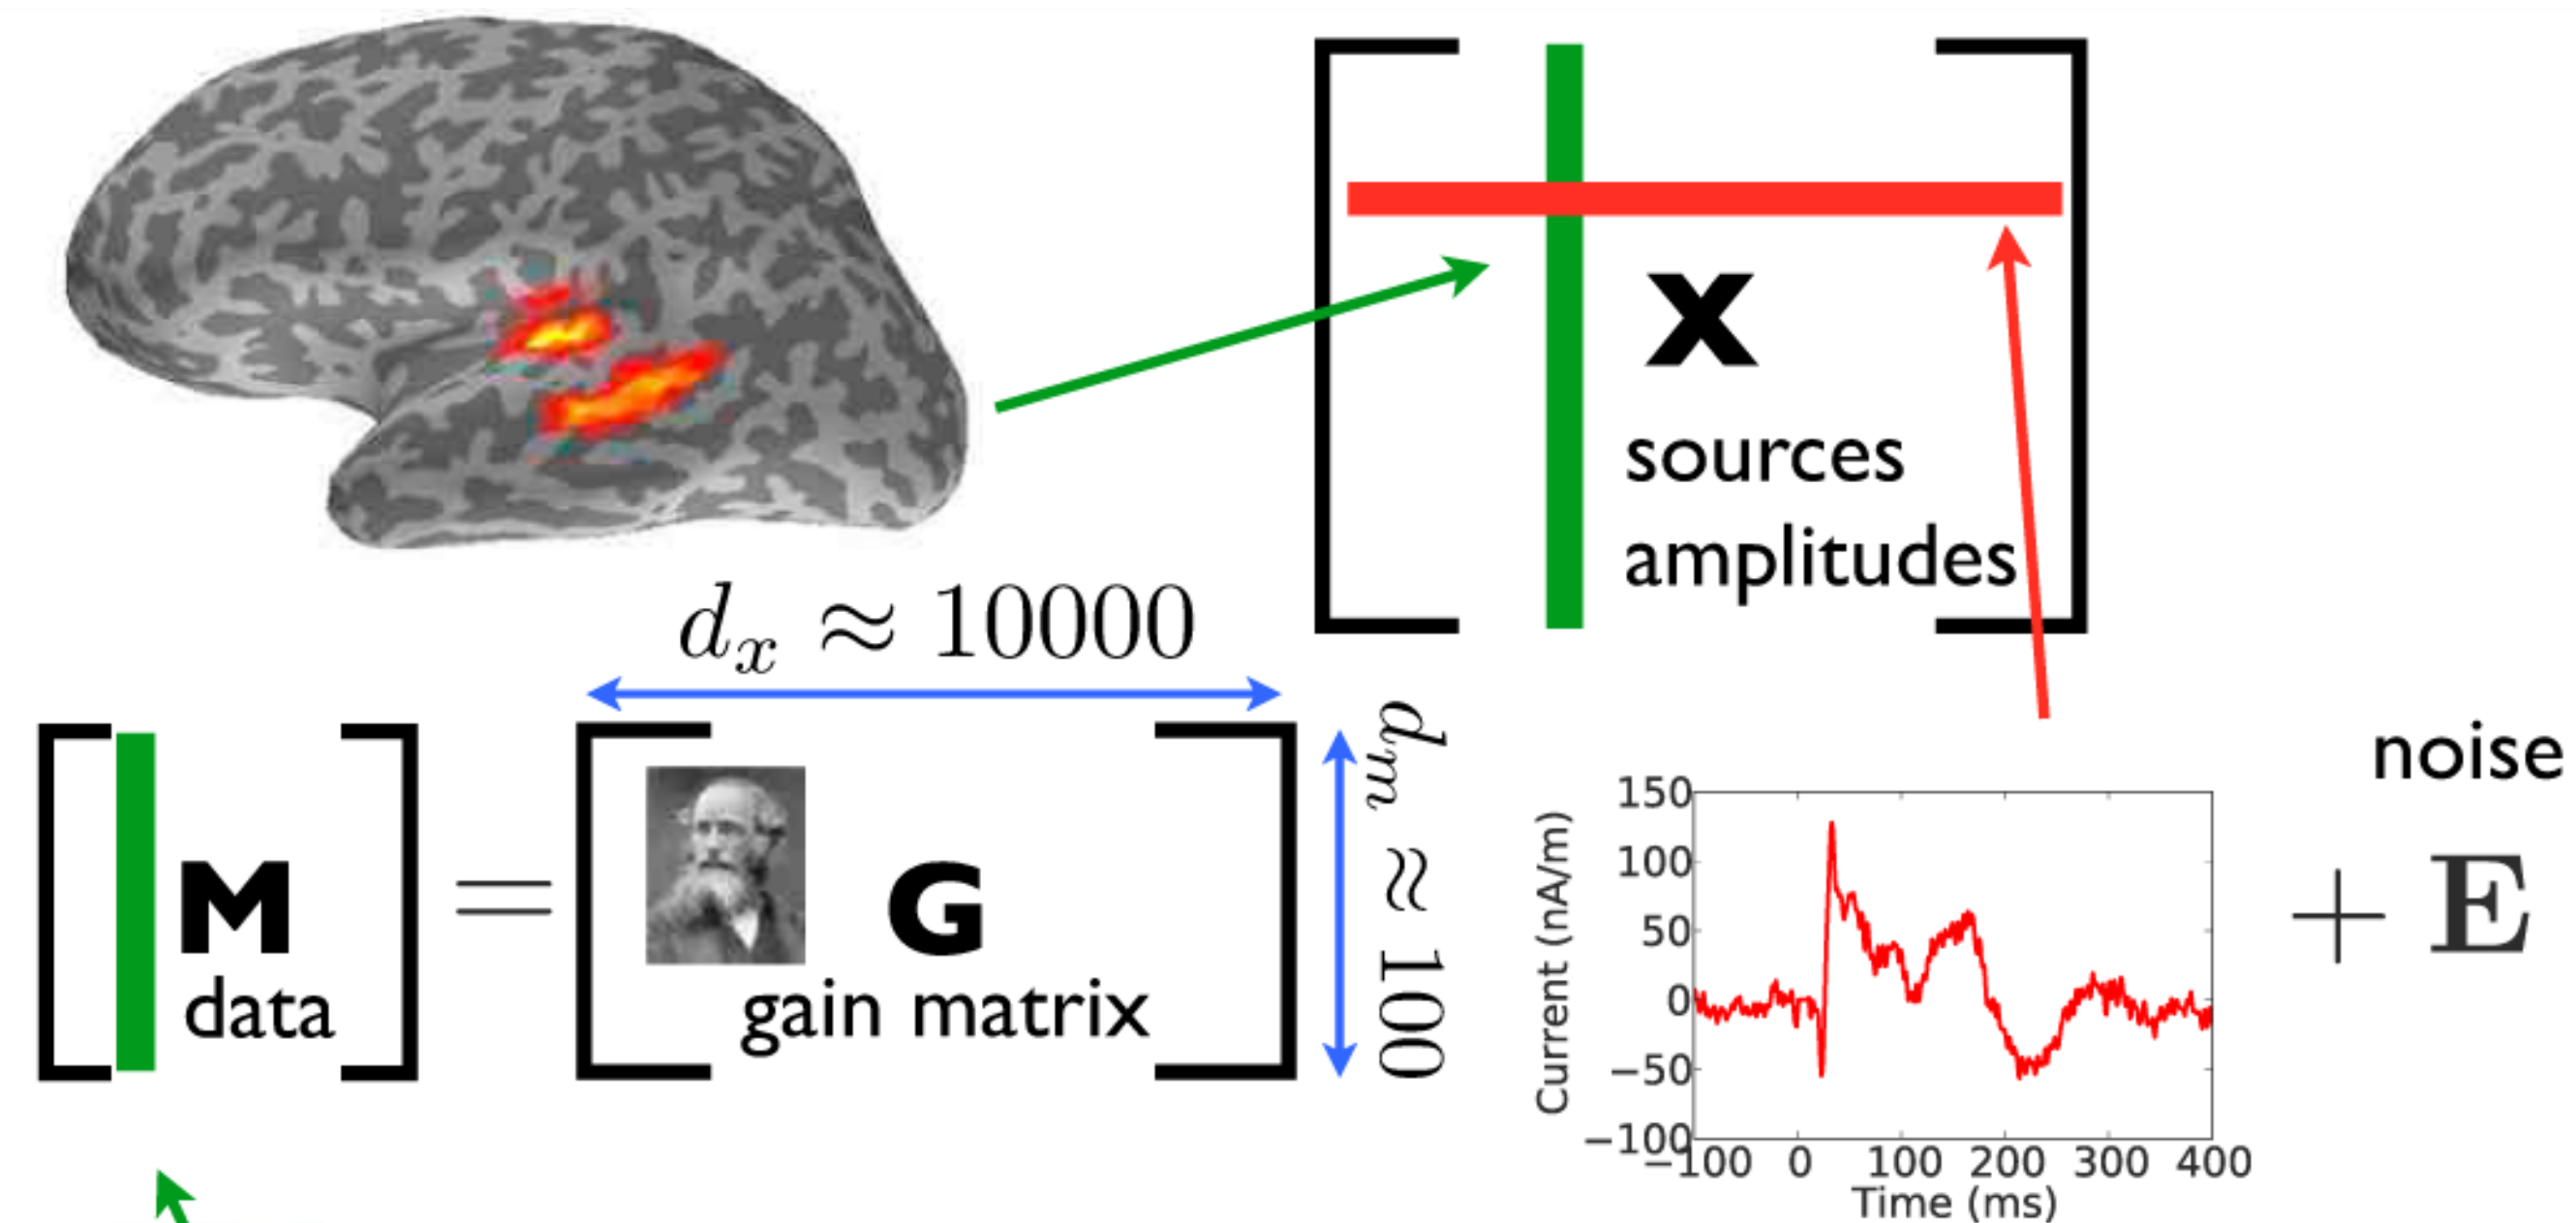 X
sources
amplitudes
d_x ≈ 10000
M
data
=
G
gain matrix
d_m ≈ 100
noise
+ E
150
100
50
0
−50
−100
Current (nA/m)
−100 0 100 200 300 400
Time (ms)